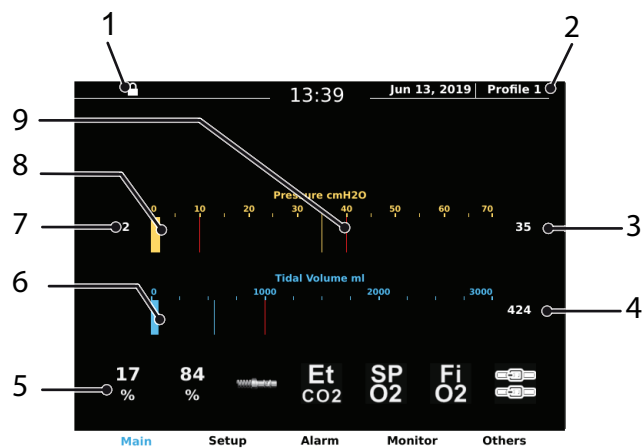 1
2
13:39
Jun 13, 2019
Profile 1
9
8
Pressure cmH2O
0 10 20 30 40 50 60 70
7
2
35
3
Tidal Volume ml
6
0 1000 2000 3000
424
4
5
17
%
84
%
Et
CO2
SP
O2
Fi
O2
Main Setup Alarm Monitor Others